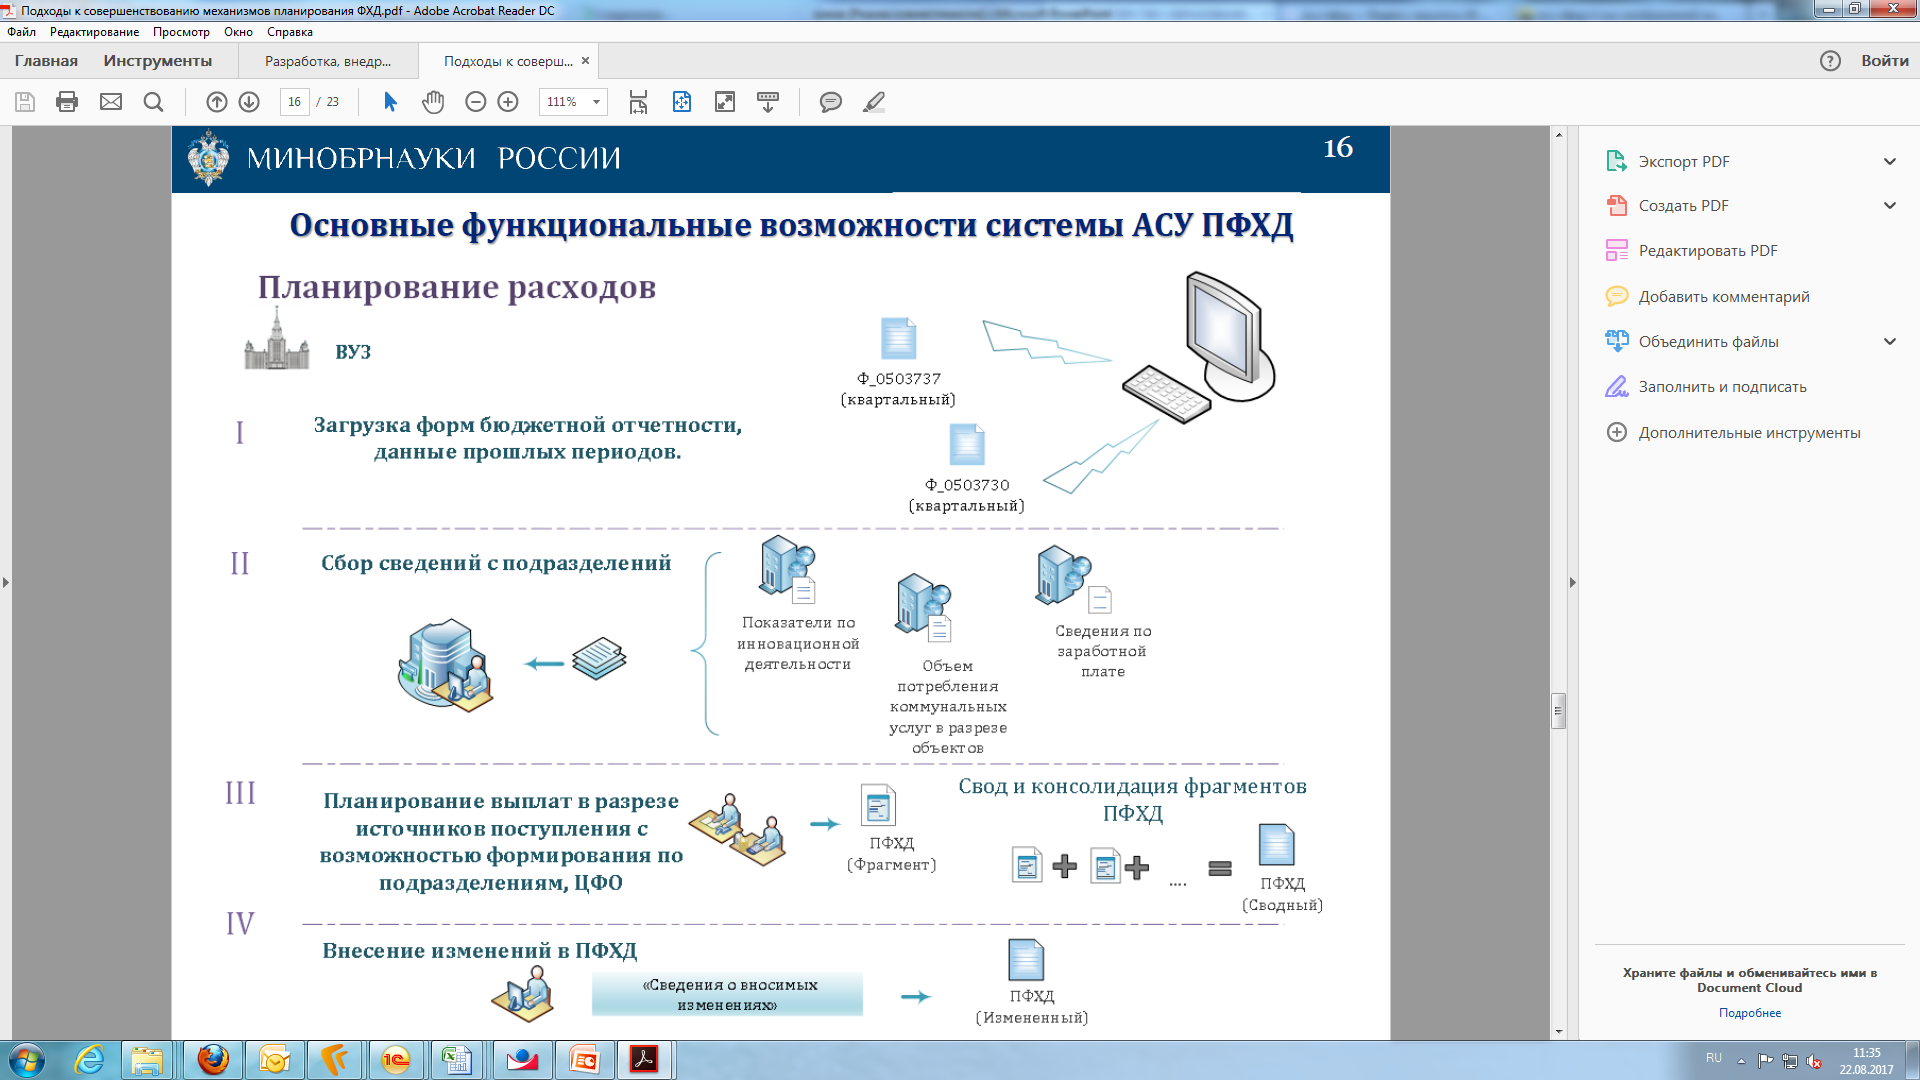 Подходы к совершенствованию механизмов планирования ФХД.pdf - Adobe Acrobat Reader DC
Файл Редактирование Просмотр Окно Справка
Главная Инструменты Разработка, внедр... Подходы к соверш... × Войти
16 / 23 111%
МИНОБРНАУКИ РОССИИ 16
Основные функциональные возможности системы АСУ ПФХД
Планирование расходов
ВУЗ
Ф_0503737
(квартальный)
I
Загрузка форм бюджетной отчетности,
данные прошлых периодов.
Ф_0503730
(квартальный)
II
Сбор сведений с подразделений
Показатели по
инновационной
деятельности
Объем
потребления
коммунальных
услуг в разрезе
объектов
Сведения по
заработной
плате
III
Планирование выплат в разрезе
источников поступления с
возможностью формирования по
подразделениям, ЦФО
ПФХД
(Фрагмент)
Свод и консолидация фрагментов
ПФХД
....
ПФХД
(Сводный)
IV
Внесение изменений в ПФХД
«Сведения о вносимых
изменениях»
ПФХД
(Измененный)
Экспорт PDF
Создать PDF
Редактировать PDF
Добавить комментарий
Объединить файлы
Заполнить и подписать
Дополнительные инструменты
Храните файлы и обменивайтесь ими в
Document Cloud
Подробнее
RU
11:35
22.08.2017